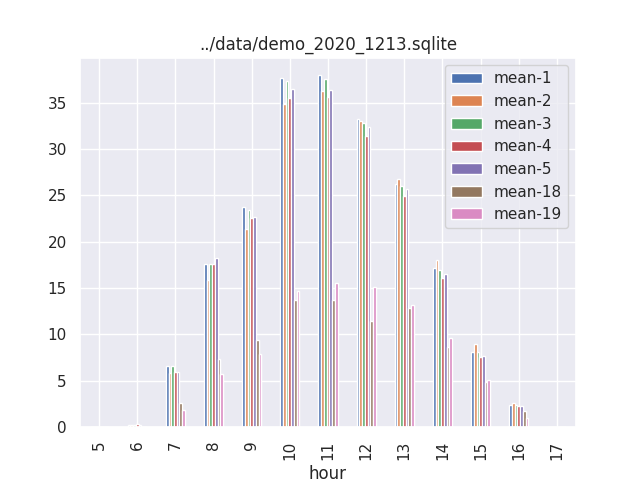 ../data/demo_2020_1213.sqlite
mean-1
mean-2
mean-3
mean-4
mean-5
mean-18
mean-19
35
30
25
20
15
10
5
0
5 6 7 8 9 10 11 12 13 14 15 16 17
hour